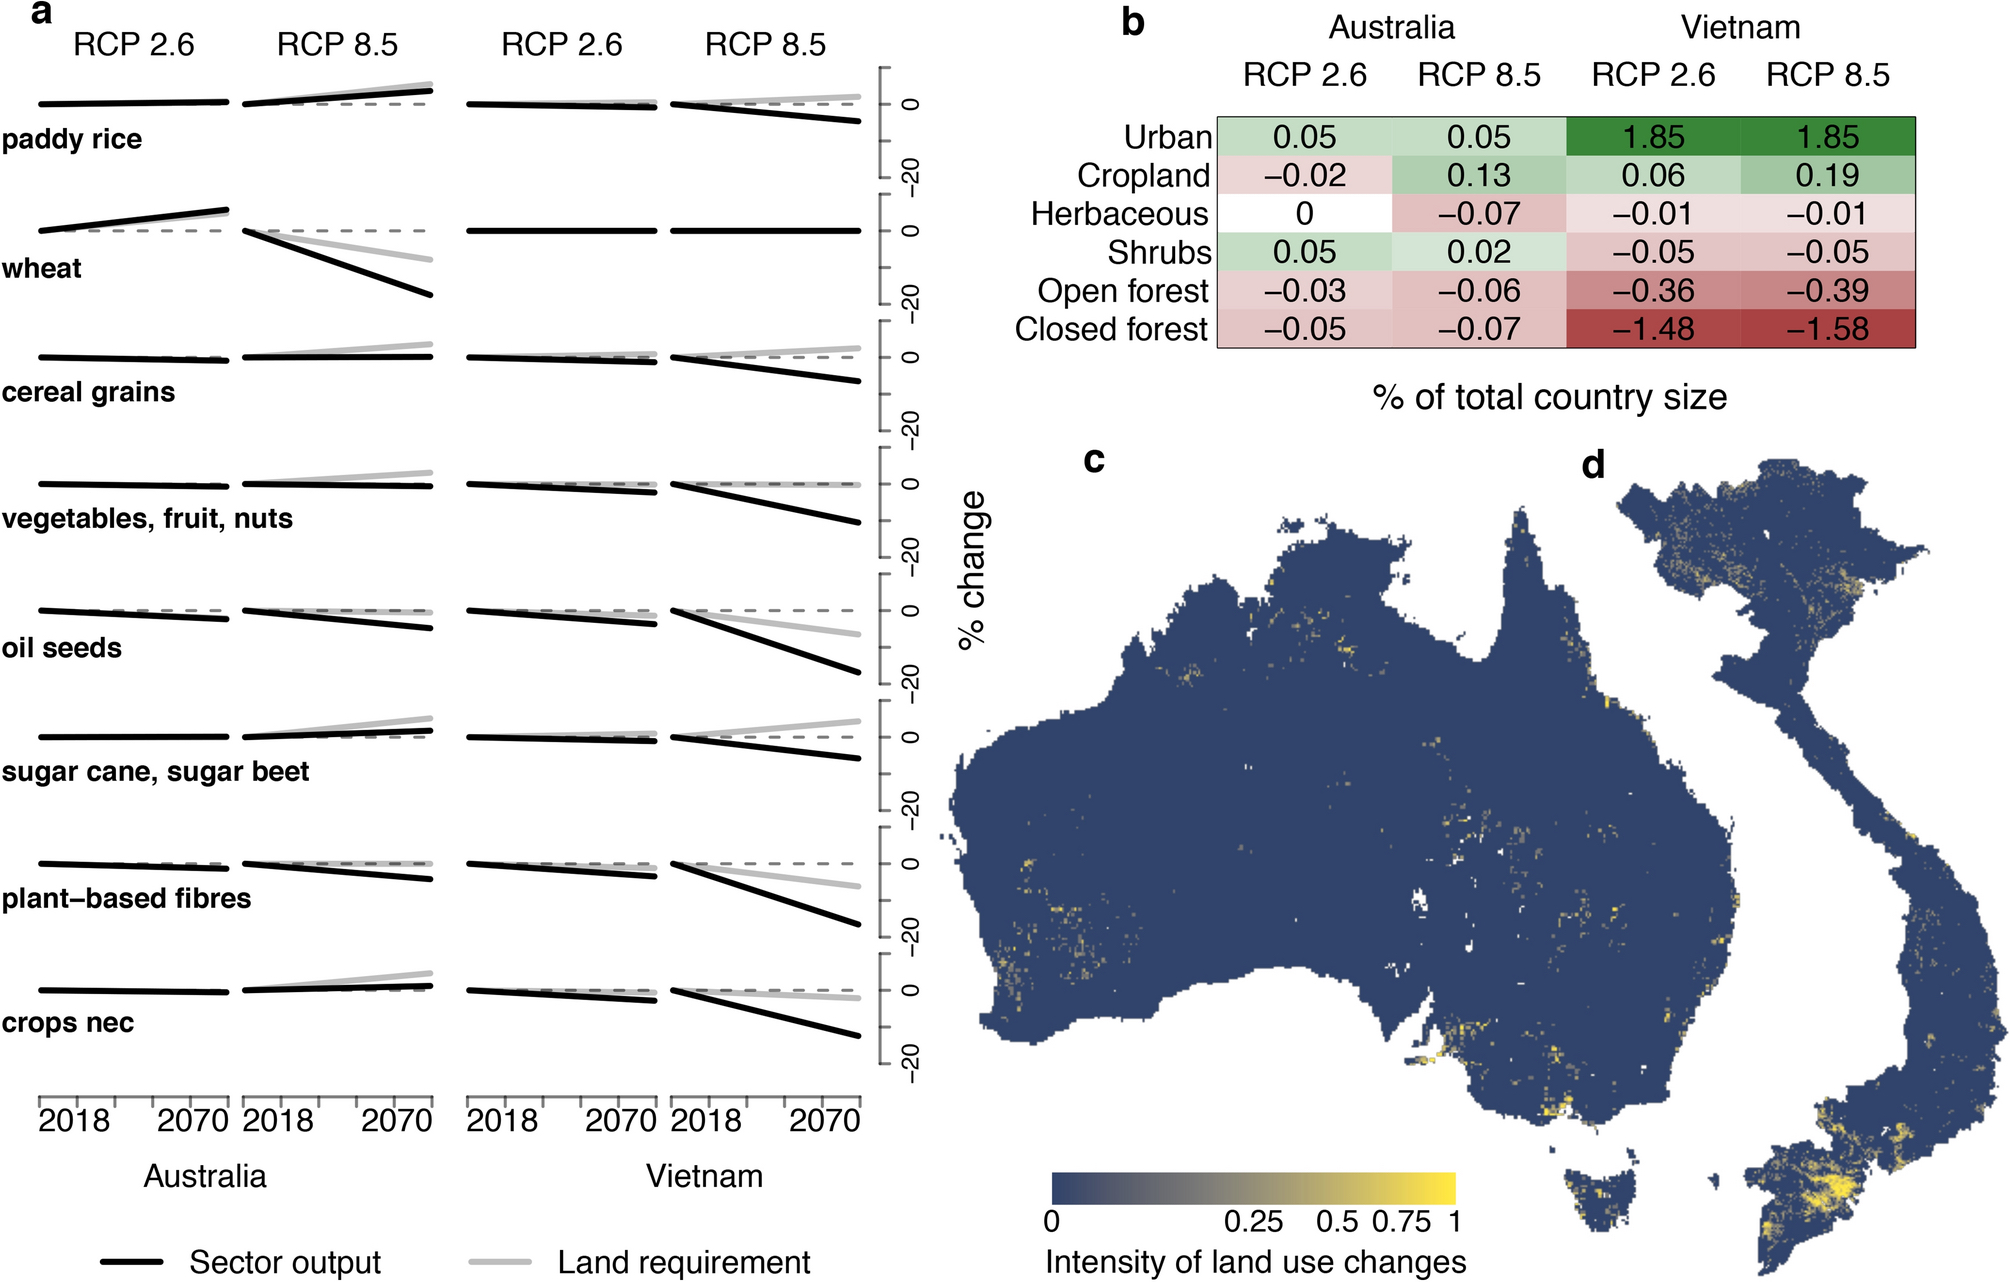 a
RCP 2.6 RCP 8.5 RCP 2.6 RCP 8.5
paddy rice
0
−20
wheat
0
−20
cereal grains
0
−20
vegetables, fruit, nuts
0
−20
oil seeds
0
−20
sugar cane, sugar beet
0
−20
plant−based fibres
0
−20
crops nec
0
−20
% change
2018 2070 2018 2070 2018 2070 2018 2070
Australia Vietnam
Sector output Land requirement
b
Australia Vietnam
RCP 2.6 RCP 8.5 RCP 2.6 RCP 8.5
Urban 0.05 0.05 1.85 1.85
Cropland −0.02 0.13 0.06 0.19
Herbaceous 0 −0.07 −0.01 −0.01
Shrubs 0.05 0.02 −0.05 −0.05
Open forest −0.03 −0.06 −0.36 −0.39
Closed forest −0.05 −0.07 −1.48 −1.58
% of total country size
c
d
0 0.25 0.5 0.75 1
Intensity of land use changes